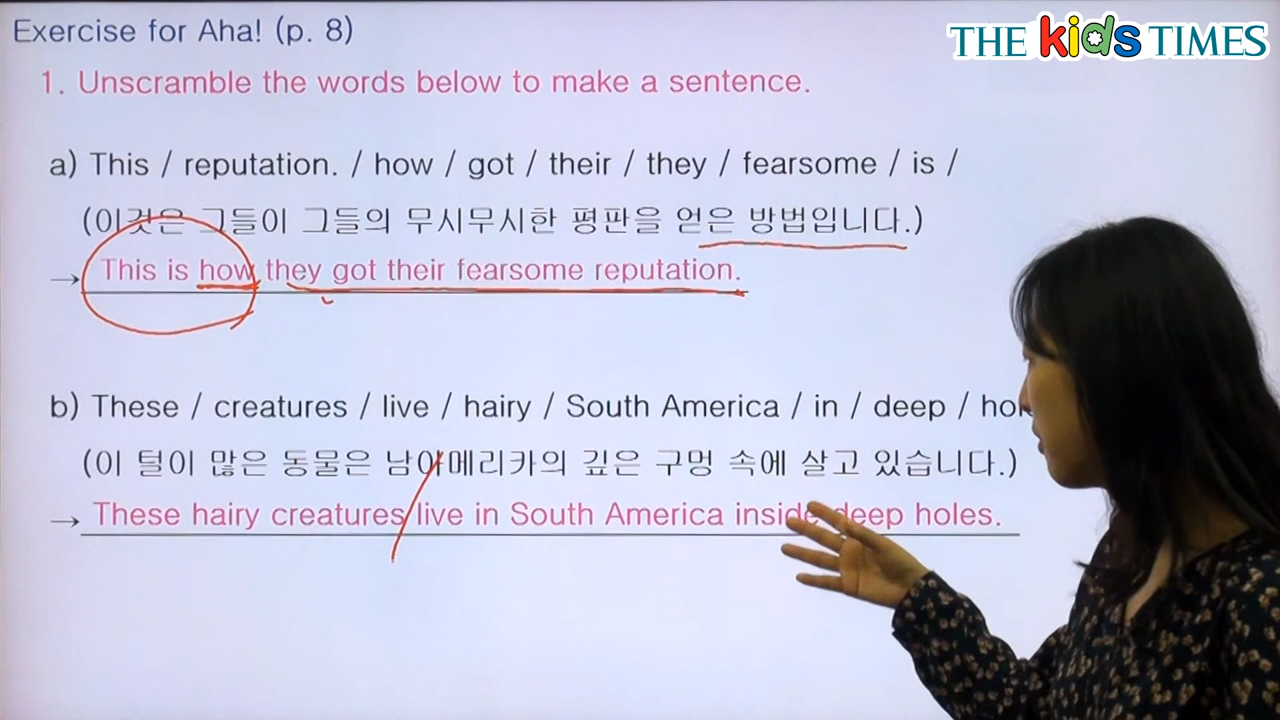 Exercise for Aha! (p. 8)
THE kids TIMES
1. Unscramble the words below to make a sentence.
a) This / reputation. / how / got / their / they / fearsome / is /
(이것은 그들이 그들의 무시무시한 평판을 얻은 방법입니다.)
→ This is how they got their fearsome reputation.
b) These / creatures / live / hairy / South America / in / deep /
(이 털이 많은 동물은 남아메리카의 깊은 구멍 속에 살고 있습니다.)
→ These hairy creatures live in South America inside deep holes.